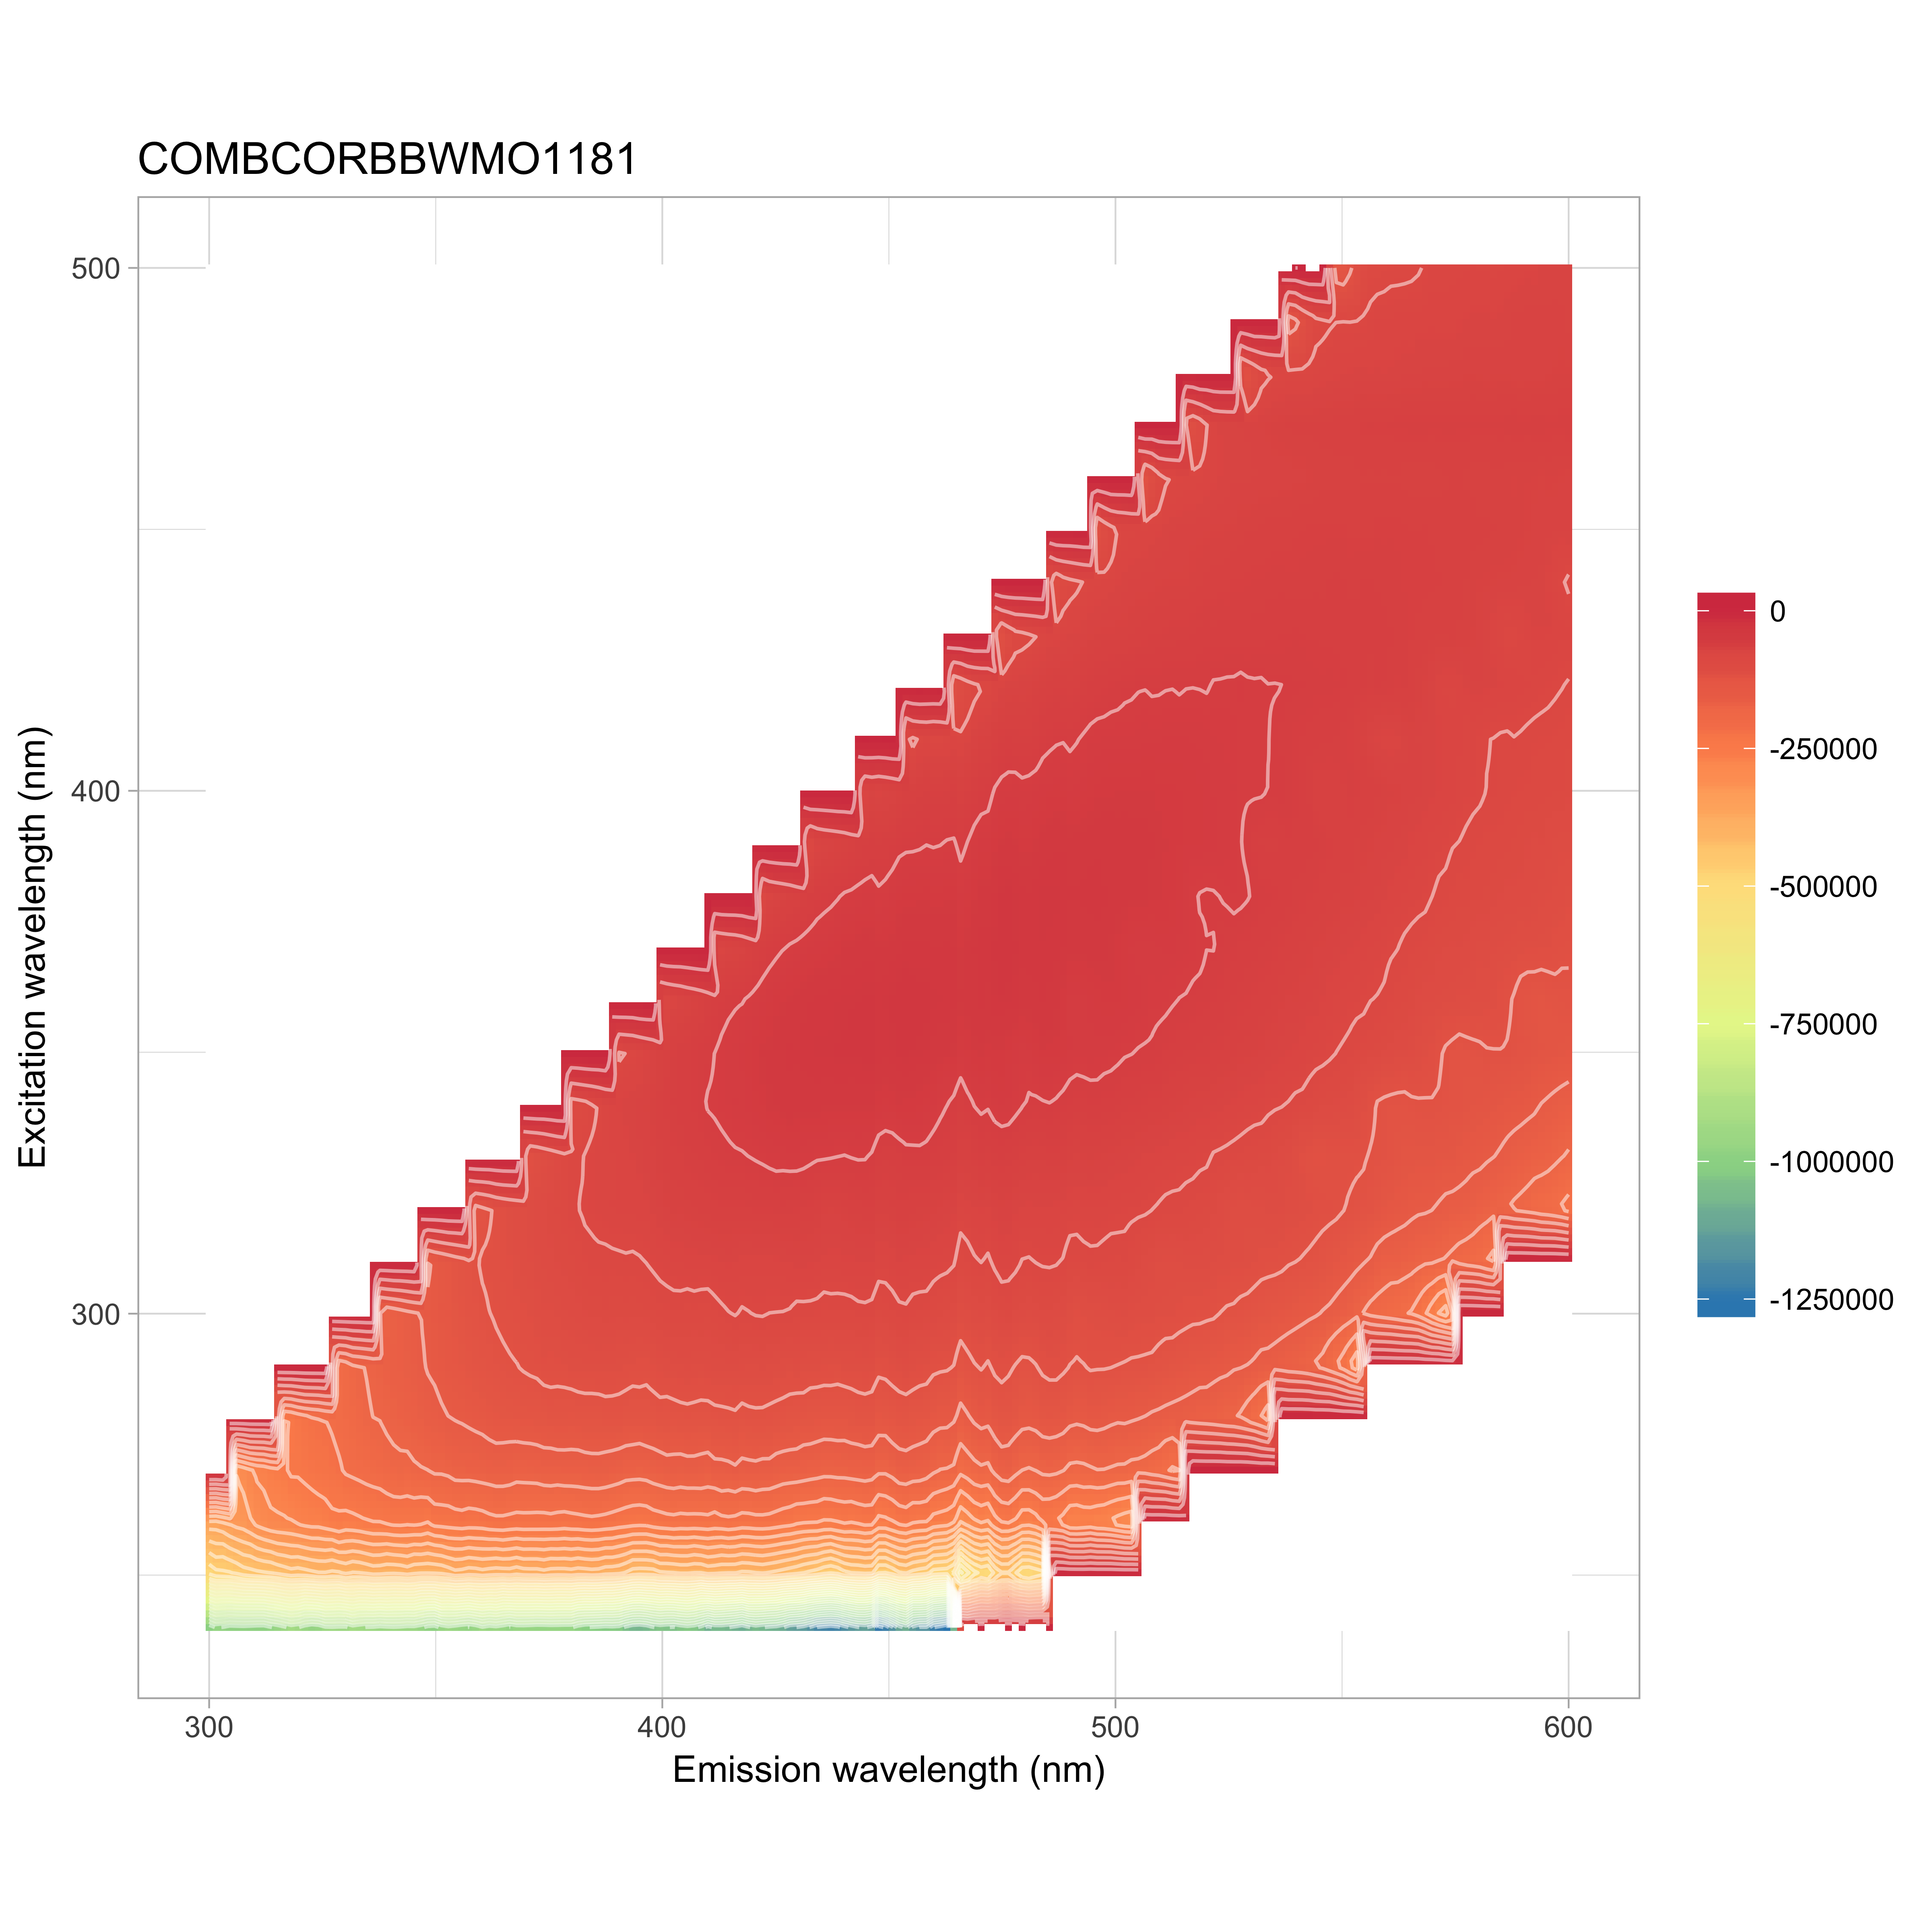 COMBCORBBWMO1181
500
400
300
Excitation wavelength (nm)
300 400 500 600
Emission wavelength (nm)
0
-250000
-500000
-750000
-1000000
-1250000